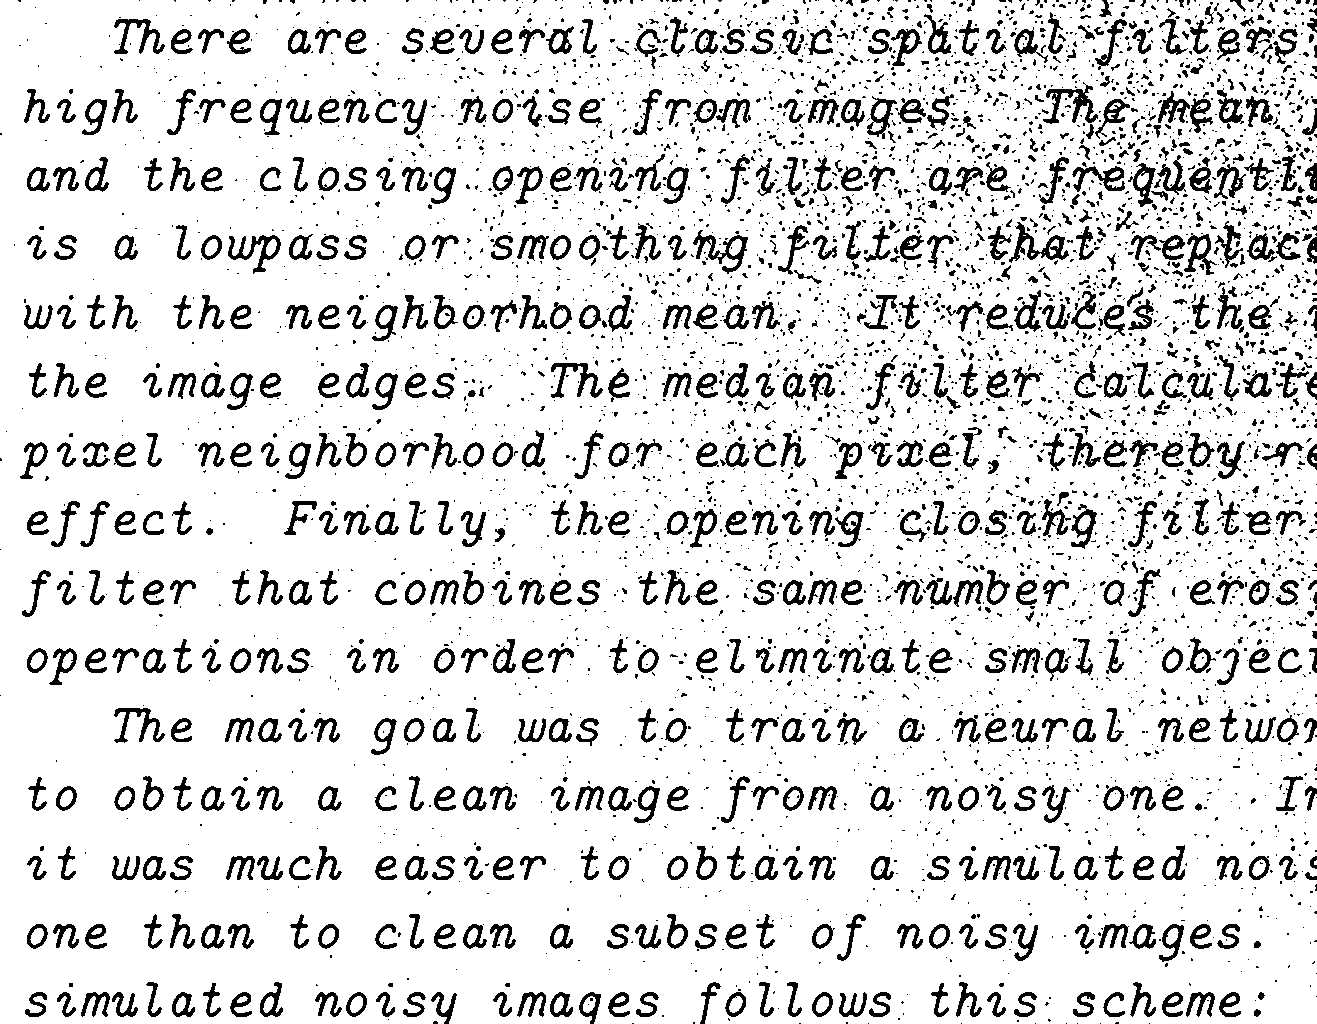 There are several classic spatial filters
high frequency noise from images. The mean
and the closing opening filter are frequentl
is a lowpass or smoothing filter that replace
with the neighborhood mean. It reduces the
the image edges. The median filter calculate
pixel neighborhood for each pixel, thereby re
effect. Finally, the opening closing filter
filter that combines the same number of eros
operations in order to eliminate small objec
The main goal was to train a neural networ
to obtain a clean image from a noisy one. In
it was much easier to obtain a simulated nois
one than to clean a subset of noisy images.
simulated noisy images follows this scheme: